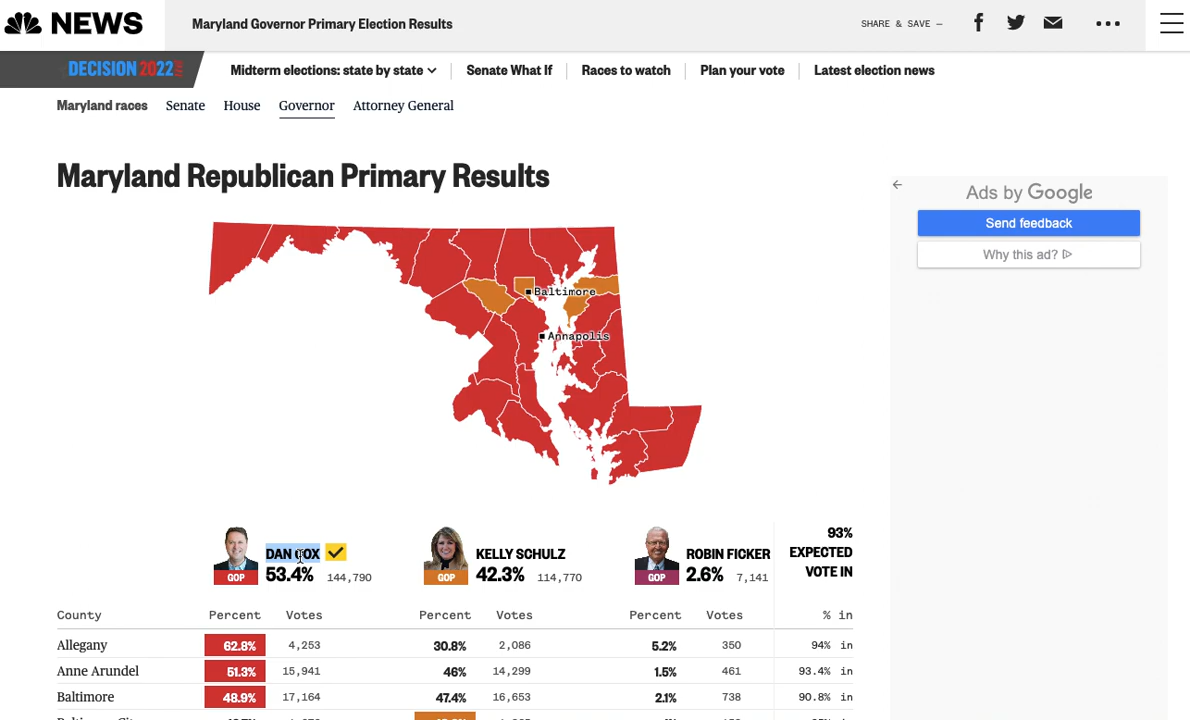 NEWS
Maryland Governor Primary Election Results
SHARE & SAVE —
DECISION 2022
Midterm elections: state by state
Senate What If
Races to watch
Plan your vote
Latest election news
Maryland races Senate House Governor Attorney General
Maryland Republican Primary Results
Ads by Google
Send feedback
Why this ad?
Baltimore
Annapolis
DAN COX
GOP 53.4% 144,790
KELLY SCHULZ
GOP 42.3% 114,770
ROBIN FICKER
GOP 2.6% 7,141
93%
EXPECTED
VOTE IN
County Percent Votes Percent Votes Percent Votes % in
Allegany 62.8% 4,253 30.8% 2,086 5.2% 350 94% in
Anne Arundel 51.3% 15,941 46% 14,299 1.5% 461 93.4% in
Baltimore 48.9% 17,164 47.4% 16,653 2.1% 738 90.8% in